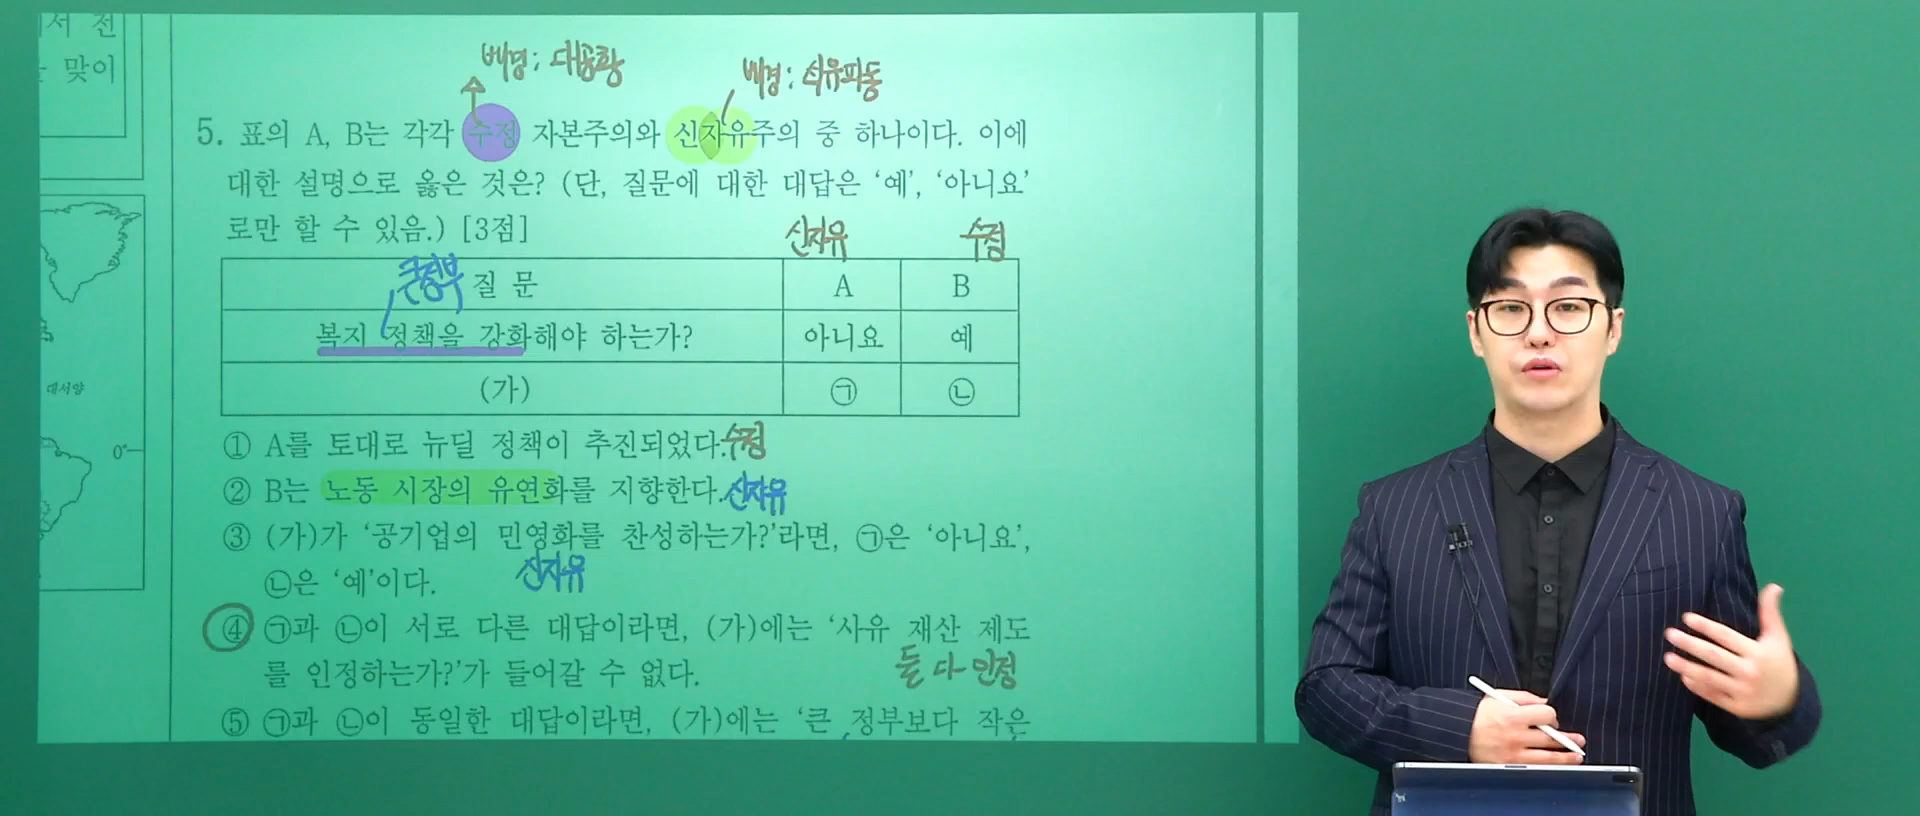 서 전
맞이
대서양
0°
배경 : 대공황
배경 : 석유파동
5. 표의 A, B는 각각 수정 자본주의와 신자유주의 중 하나이다. 이에
대한 설명으로 옳은 것은? (단, 질문에 대한 대답은 ‘예’, ‘아니요’
로만 할 수 있음.) [3점]
신자유 수정
큰정부
질 문 A B
복지 정책을 강화해야 하는가? 아니요 예
(가) ㉠ ㉡
① A를 토대로 뉴딜 정책이 추진되었다. 수정
② B는 노동 시장의 유연화를 지향한다. 신자유
③ (가)가 ‘공기업의 민영화를 찬성하는가?’라면, ㉠은 ‘아니요’,
㉡은 ‘예’이다. 신자유
④ ㉠과 ㉡이 서로 다른 대답이라면, (가)에는 ‘사유 재산 제도
를 인정하는가?’가 들어갈 수 없다. 둘 다 인정
⑤ ㉠과 ㉡이 동일한 대답이라면, (가)에는 ‘큰 정부보다 작은